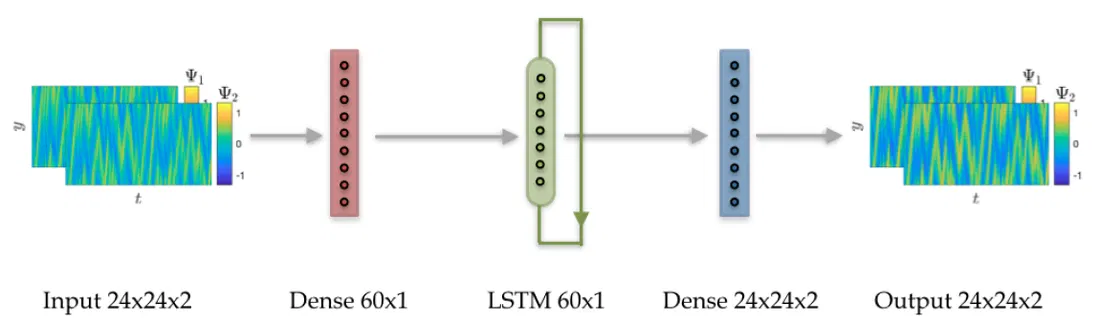 Ψ1
Ψ2
y
1
0
-1
t
Ψ1
Ψ2
y
1
0
-1
t
Input 24x24x2
Dense 60x1
LSTM 60x1
Dense 24x24x2
Output 24x24x2